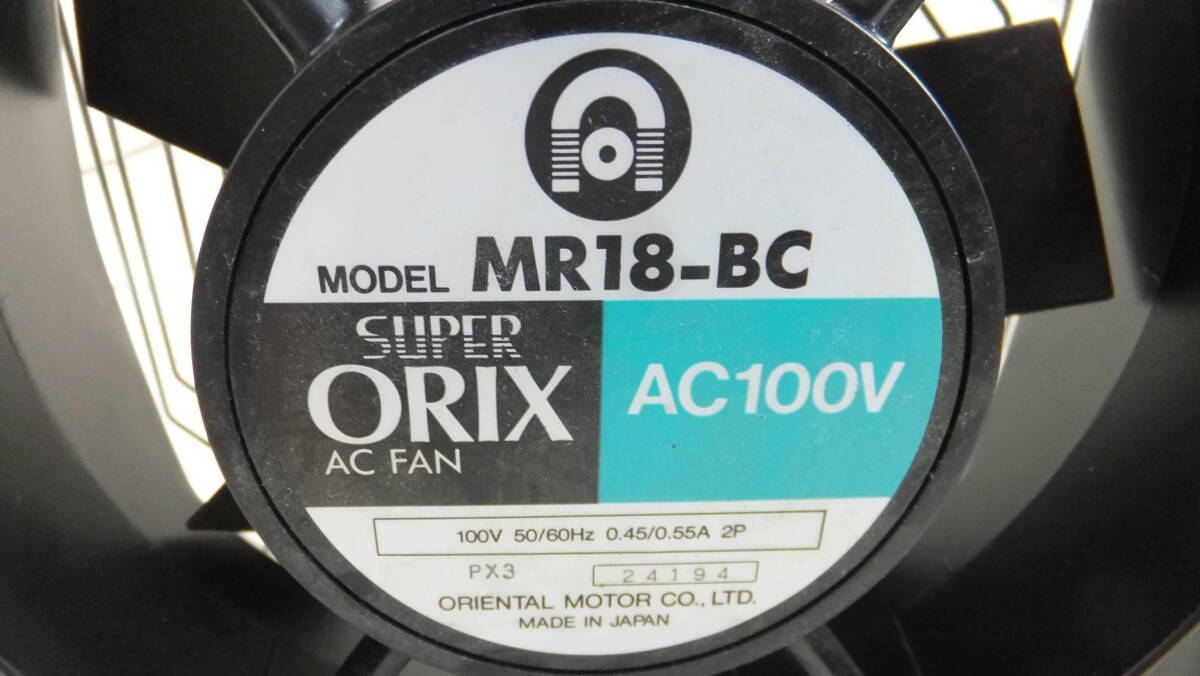 MODEL MR18-BC
SUPER
ORIX
AC FAN
AC100V
100V 50/60Hz 0.45/0.55A 2P
PX3 24194
ORIENTAL MOTOR CO., LTD.
MADE IN JAPAN